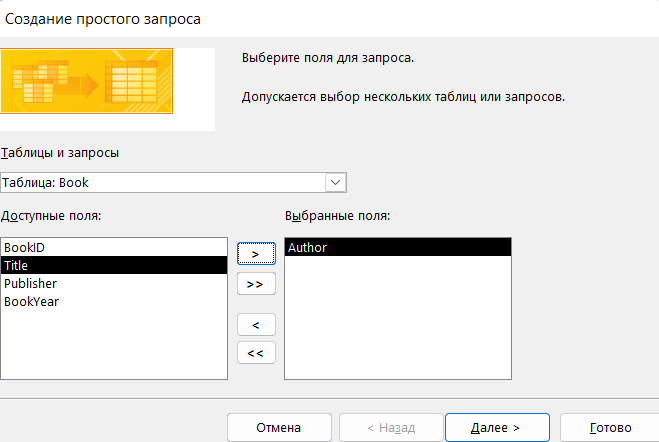 Создание простого запроса
Выберите поля для запроса.
Допускается выбор нескольких таблиц или запросов.
Таблицы и запросы
Таблица: Book
Доступные поля:
Выбранные поля:
BookID
Title
Publisher
BookYear
>
>>
<
<<
Author
Отмена
< Назад
Далее >
Готово